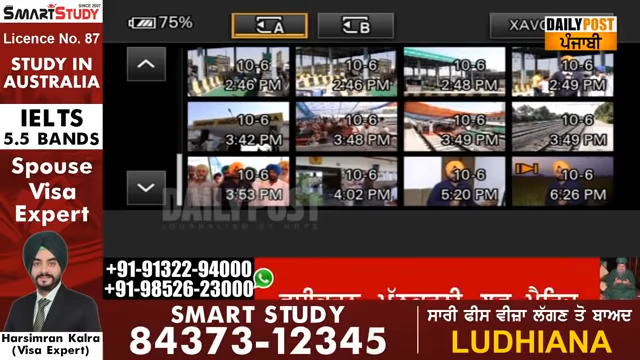 SINCE 2007
SMARTSTUDY
Licence No. 87
STUDY IN
AUSTRALIA
IELTS
5.5 BANDS
Spouse
Visa
Expert
Harsimran Kalra
(Visa Expert)
75%
A
B
XAVC
DAILYPOST
ਪੰਜਾਬੀ
10-6
2:46 PM
10-6
2:46 PM
10-6
2:48 PM
10-6
2:49 PM
10-6
3:42 PM
10-6
3:48 PM
10-6
3:49 PM
10-6
3:49 PM
10-6
3:53 PM
10-6
4:02 PM
10-6
5:20 PM
10-6
6:26 PM
DAILYPOST
+91-91322-94000
+91-98526-23000
SMART STUDY
84373-12345
ਸਾਰੀ ਫੀਸ ਵੀਜ਼ਾ ਲੱਗਣ ਤੋਂ ਬਾਅਦ
LUDHIANA